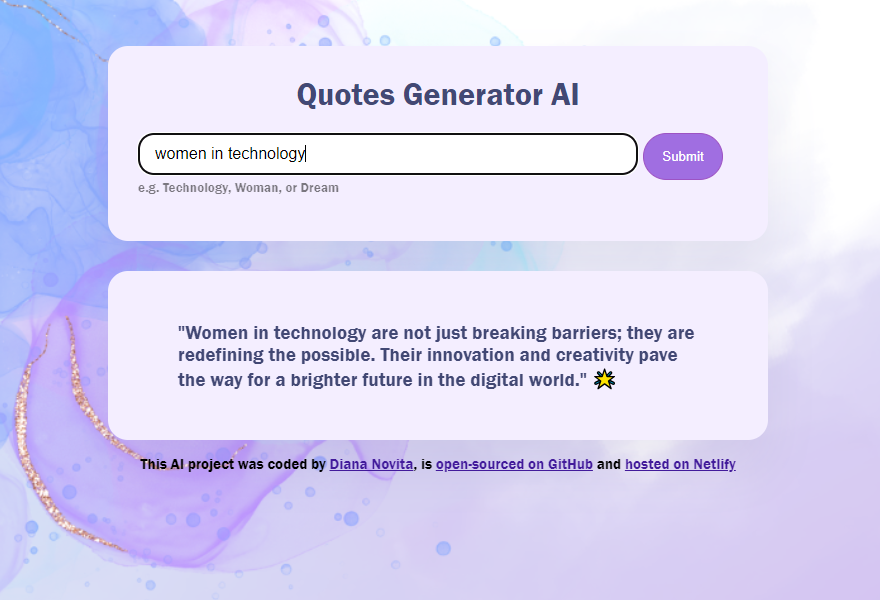 Quotes Generator AI
women in technology
Submit
e.g. Technology, Woman, or Dream
"Women in technology are not just breaking barriers; they are
redefining the possible. Their innovation and creativity pave
the way for a brighter future in the digital world." 🌟
This AI project was coded by Diana Novita, is open-sourced on GitHub and hosted on Netlify